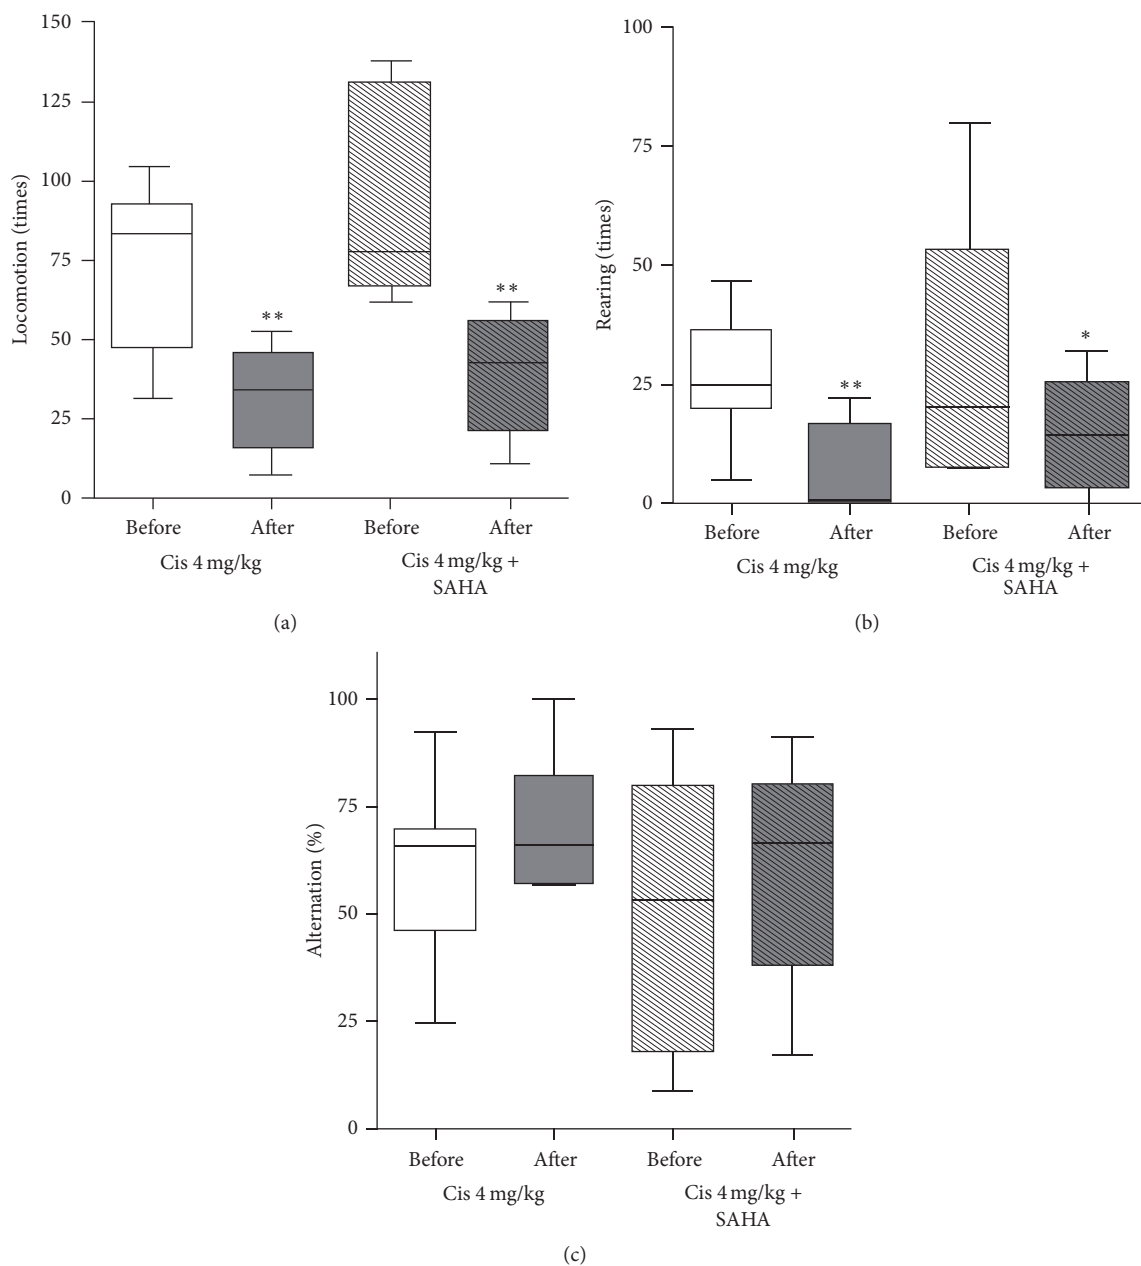 150
125
100
75
50
25
0
Locomotion (times)
**
**
Before
After
Before
After
Cis 4 mg/kg
Cis 4 mg/kg +
SAHA
(a)
100
75
50
25
0
Rearing (times)
**
*
Before
After
Before
After
Cis 4 mg/kg
Cis 4 mg/kg +
SAHA
(b)
100
75
50
25
0
Alternation (%)
Before
After
Before
After
Cis 4 mg/kg
Cis 4 mg/kg +
SAHA
(c)